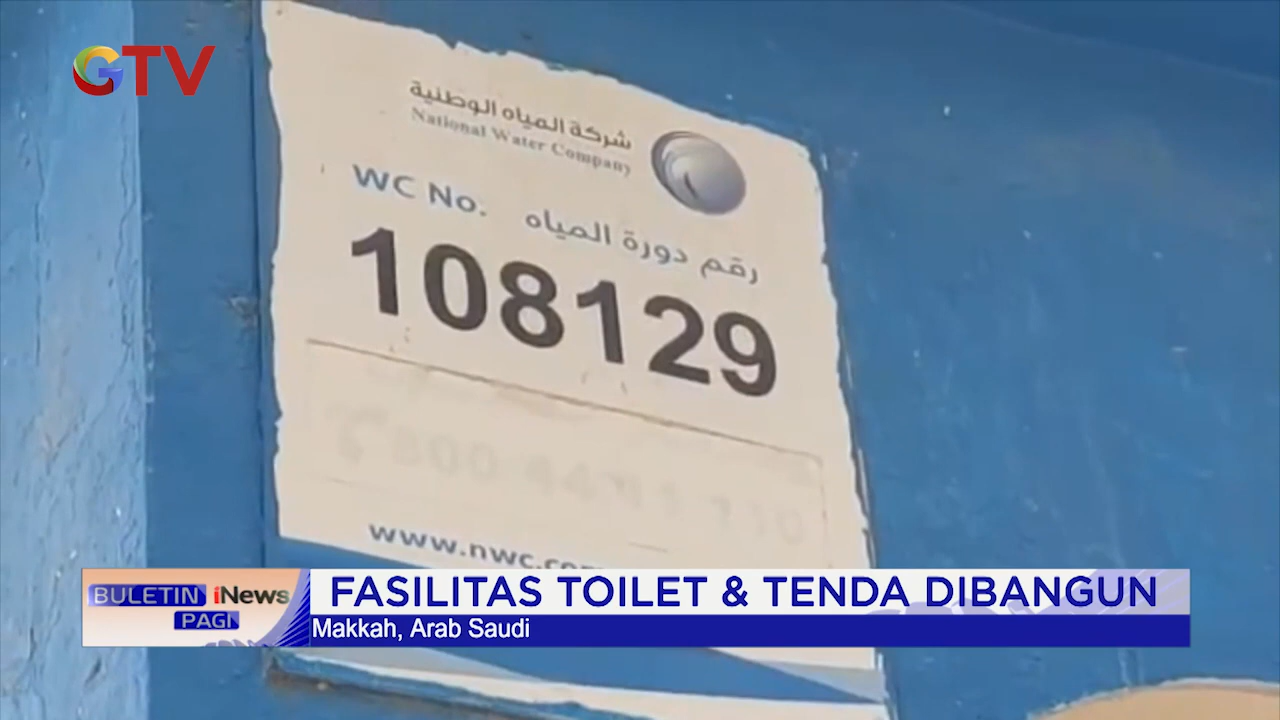 GTV
شركة المياه الوطنية
National Water Company
WC No. رقم دورة المياه
108129
www.nwc.com
BULETIN iNews
PAGI
FASILITAS TOILET & TENDA DIBANGUN
Makkah, Arab Saudi